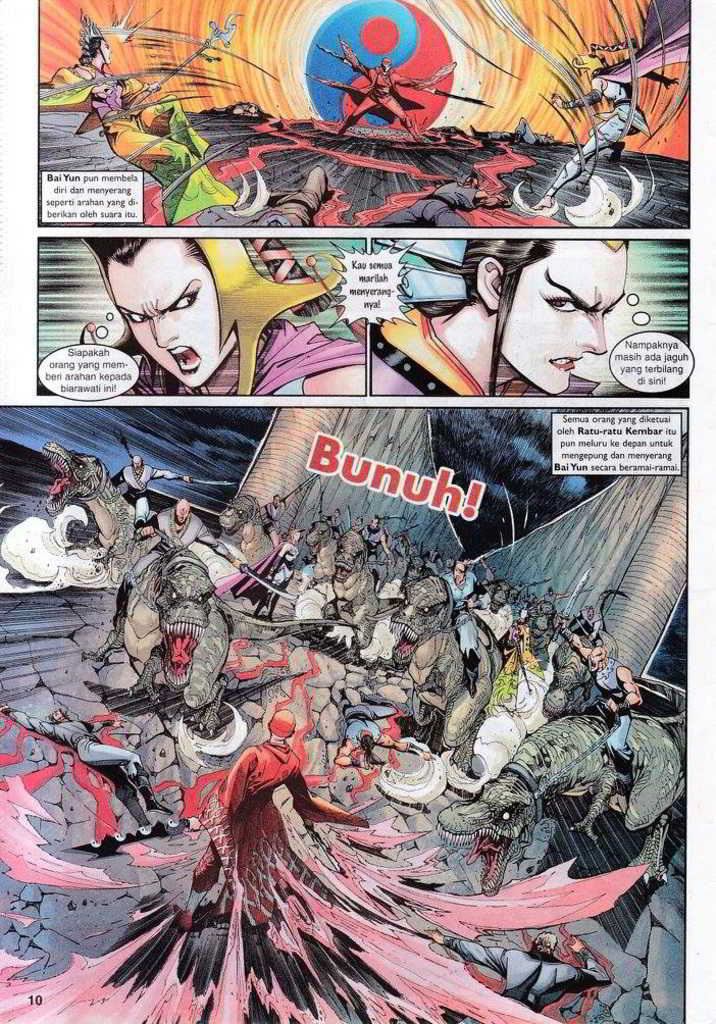 Bai Yun pun membela
diri dan menyerang
seperti arahan yang di-
berikan oleh suara itu.
Siapakah
orang yang mem-
beri arahan kepada
biarawati ini!
Kau semua
marilah
menyerang-
nya!
Nampaknya
masih ada jaguh
yang terbilang
di sini!
Semua orang yang diketuai
oleh Ratu-ratu Kembar itu
pun meluru ke depan untuk
mengepung dan menyerang
Bai Yun secara beramai-ramai.
Bunuh!
10